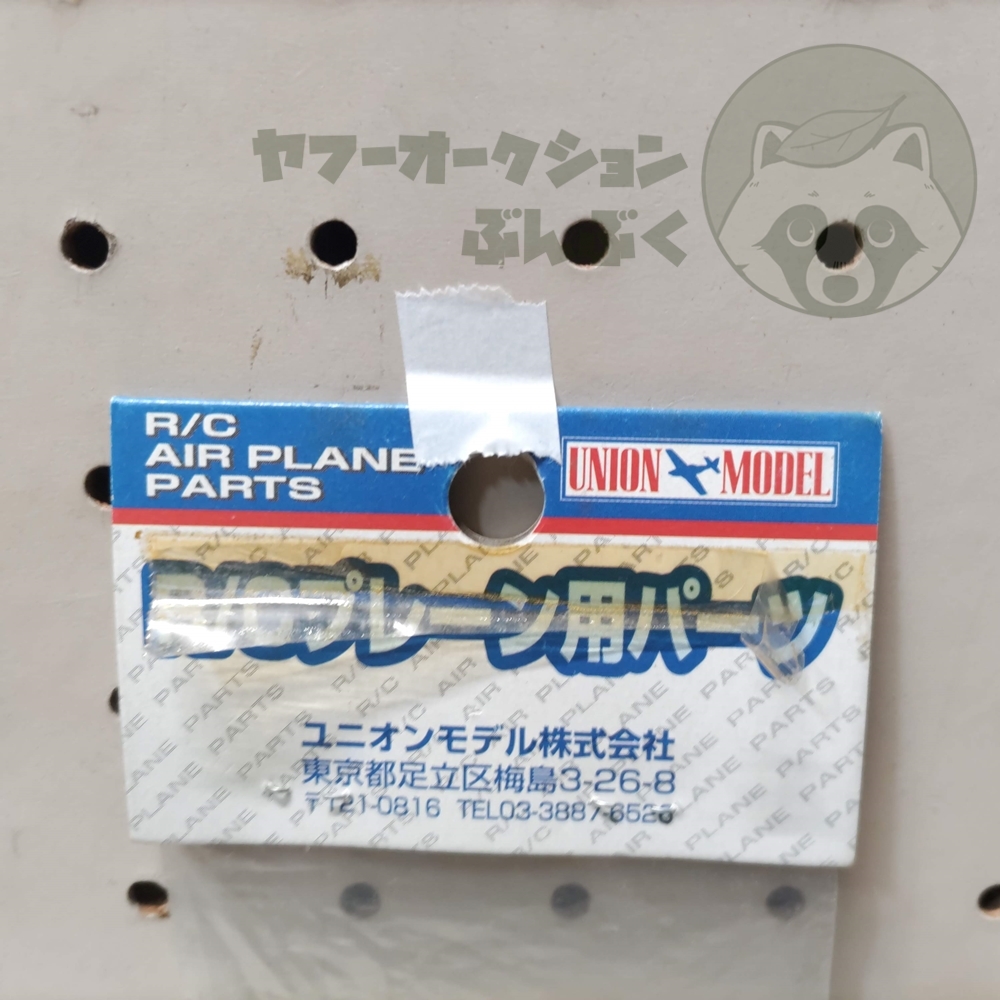 ヤフーオークション
ぶんぶく
R/C
AIR PLANE
PARTS
UNION MODEL
R/Cプレーン用パーツ
ユニオンモデル株式会社
東京都足立区梅島3-26-8
〒121-0816 TEL03-3887-6526